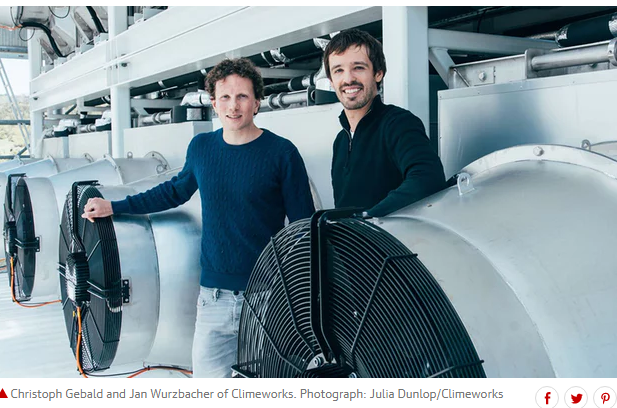 Christoph Gebald and Jan Wurzbacher of Climeworks. Photograph: Julia Dunlop/Climeworks